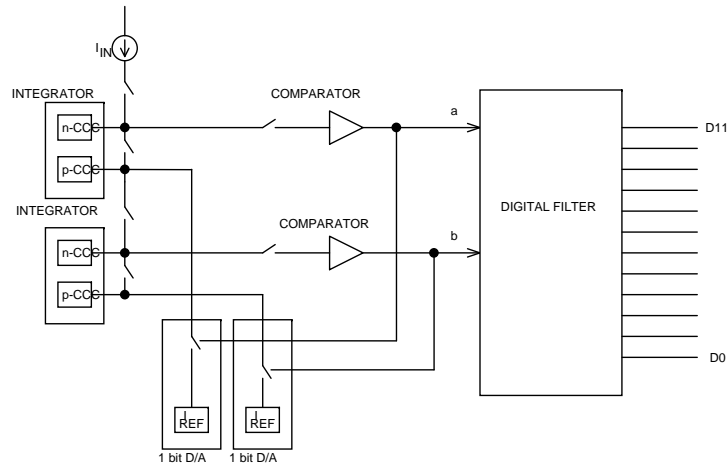 I IN
INTEGRATOR
COMPARATOR
n-CCC
a
D11
p-CCC
INTEGRATOR
DIGITAL FILTER
COMPARATOR
n-CCC
b
p-CCC
D0
I REF
I REF
1 bit D/A
1 bit D/A